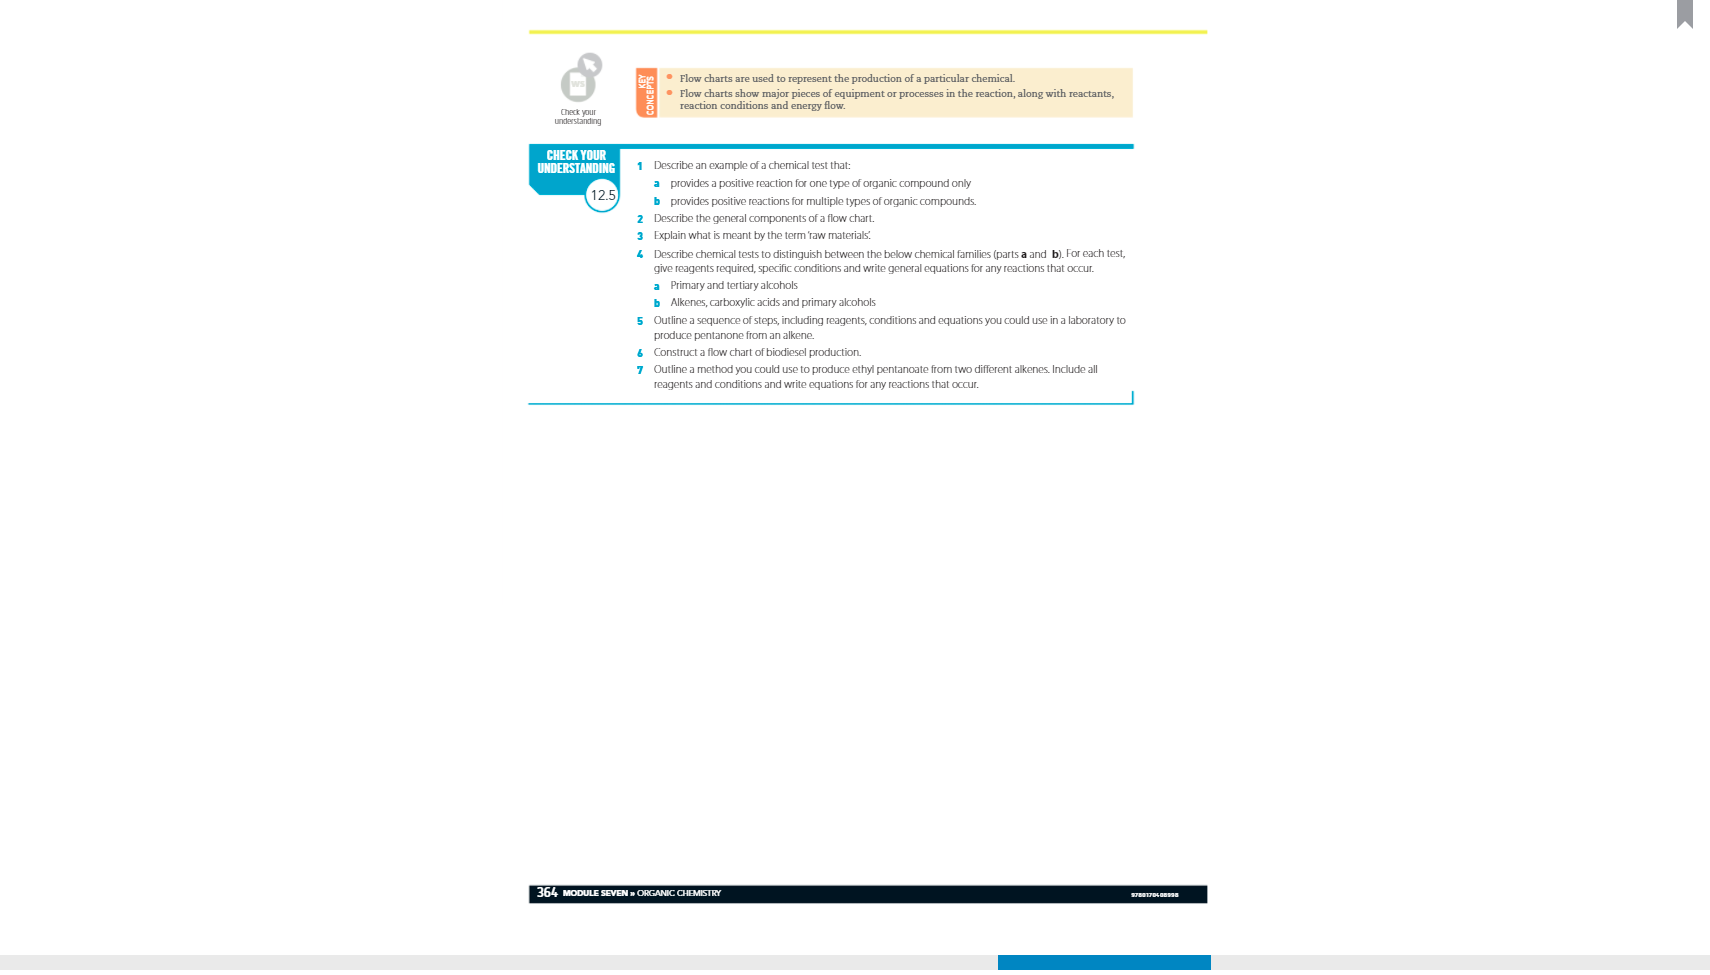 WS
Check your
understanding
KEY
CONCEPTS
• Flow charts are used to represent the production of a particular chemical.
• Flow charts show major pieces of equipment or processes in the reaction, along with reactants,
reaction conditions and energy flow.
CHECK YOUR
UNDERSTANDING
12.5
1 Describe an example of a chemical test that:
a provides a positive reaction for one type of organic compound only
b provides positive reactions for multiple types of organic compounds.
2 Describe the general components of a flow chart.
3 Explain what is meant by the term ‘raw materials’.
4 Describe chemical tests to distinguish between the below chemical families (parts a and b). For each test,
give reagents required, specific conditions and write general equations for any reactions that occur.
a Primary and tertiary alcohols
b Alkenes, carboxylic acids and primary alcohols
5 Outline a sequence of steps, including reagents, conditions and equations you could use in a laboratory to
produce pentanone from an alkene.
6 Construct a flow chart of biodiesel production.
7 Outline a method you could use to produce ethyl pentanoate from two different alkenes. Include all
reagents and conditions and write equations for any reactions that occur.
364 MODULE SEVEN » ORGANIC CHEMISTRY
9780170408998